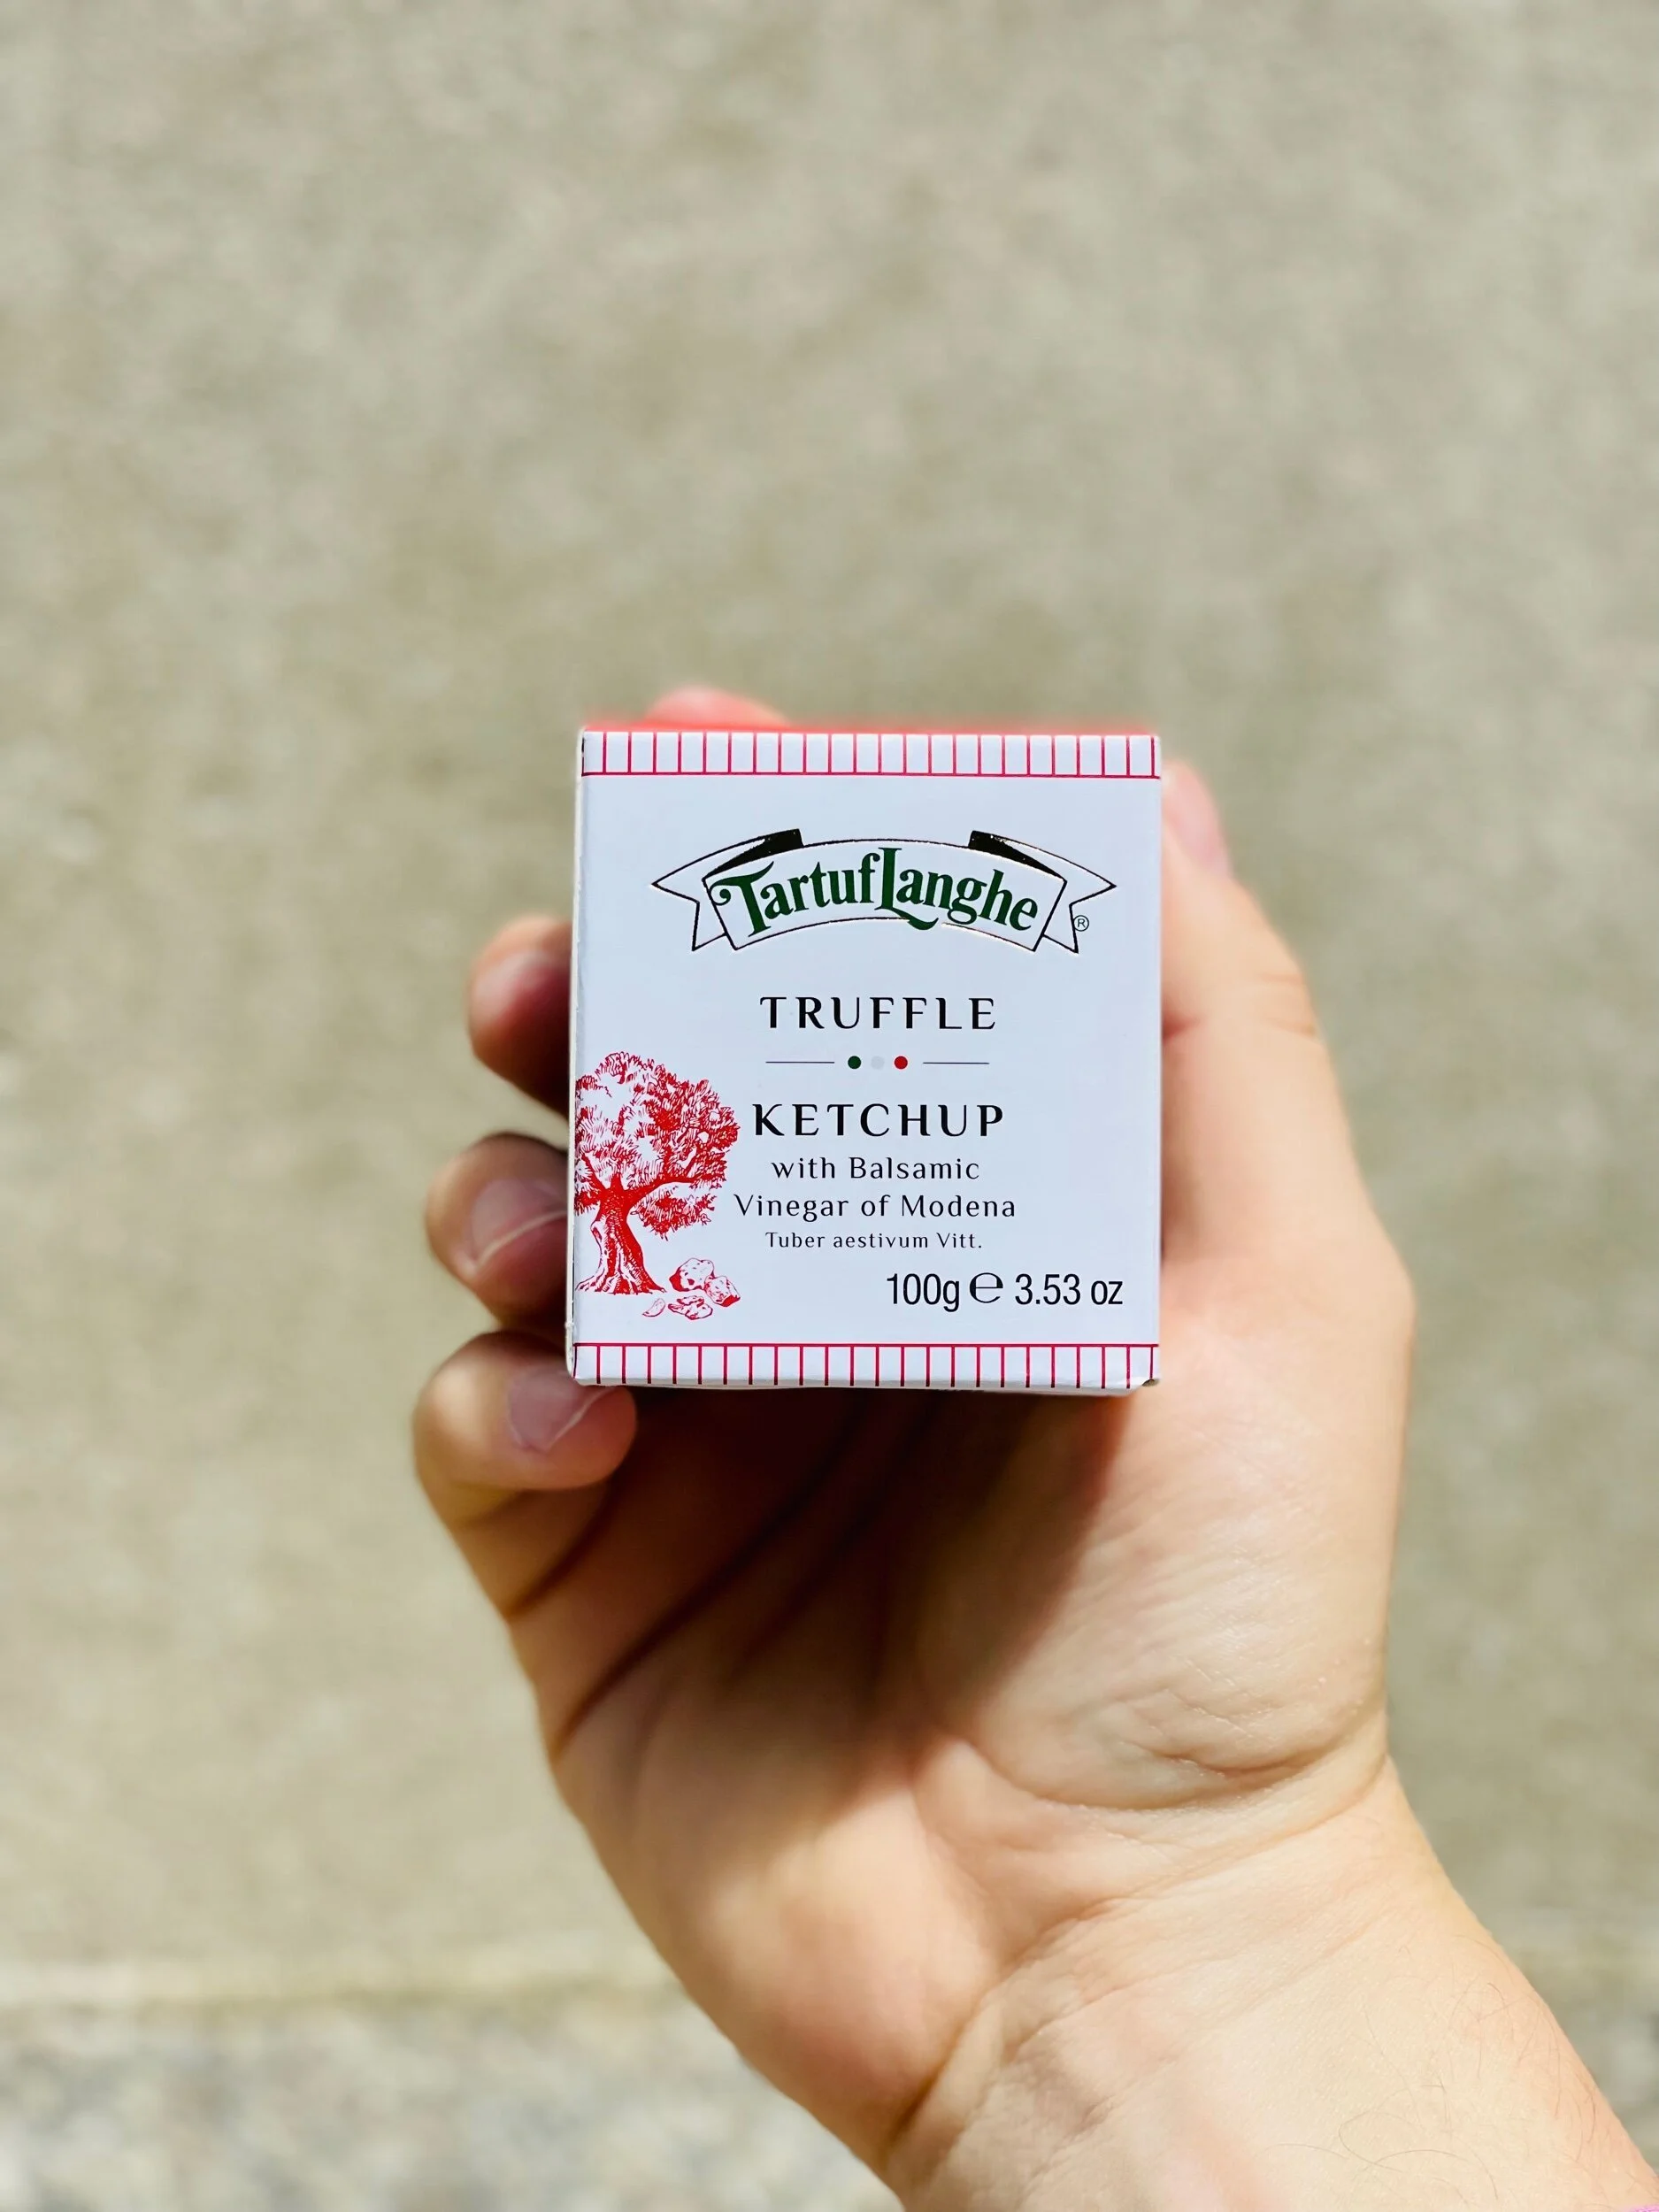 TartufLanghe ®
TRUFFLE
KETCHUP
with Balsamic
Vinegar of Modena
Tuber aestivum Vitt.
100g ℮ 3.53 oz